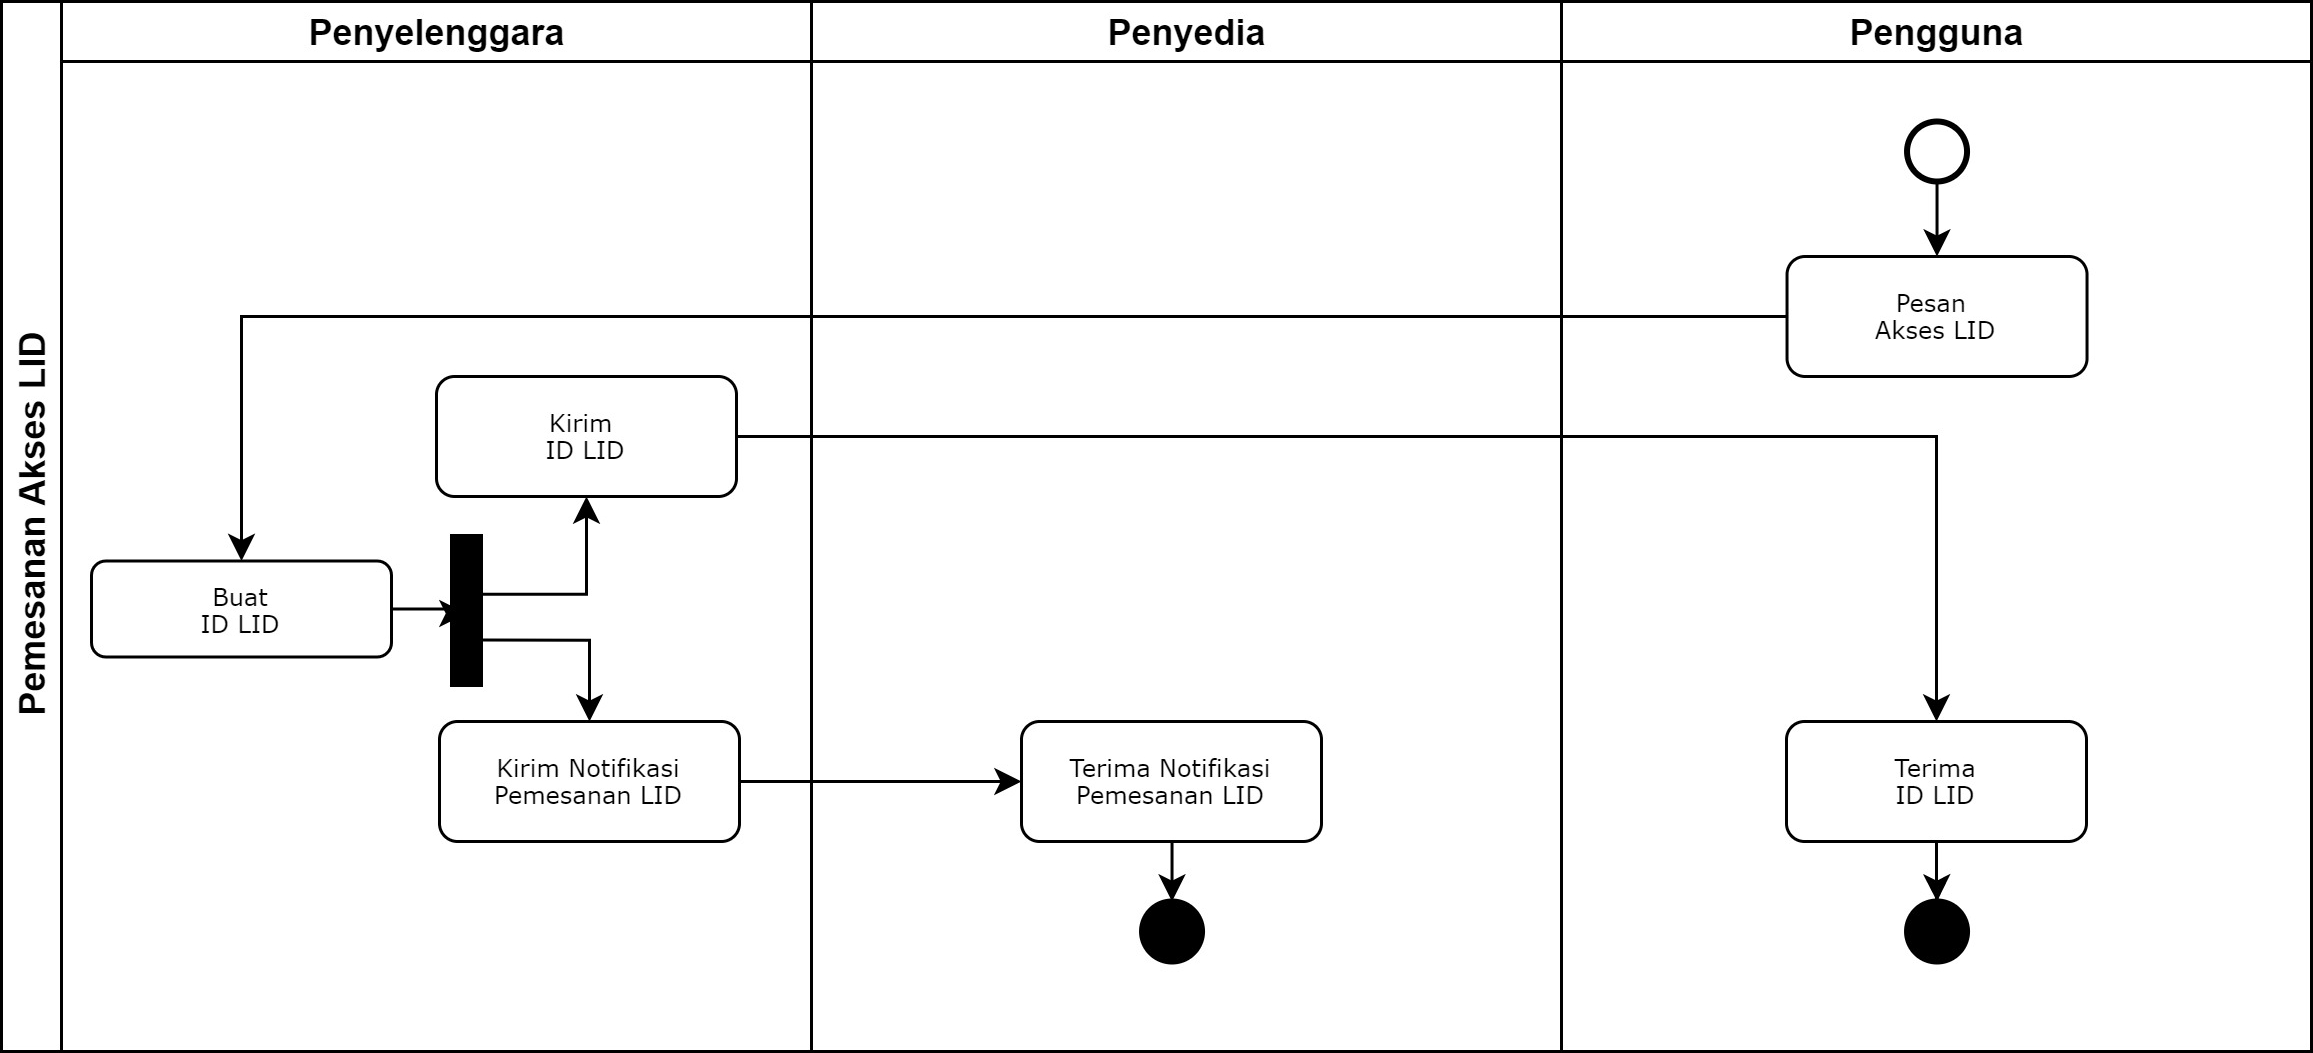 Penyelenggara
Penyedia
Pengguna
Pemesanan Akses LID
Pesan
Akses LID
Kirim
ID LID
Buat
ID LID
Kirim Notifikasi
Pemesanan LID
Terima Notifikasi
Pemesanan LID
Terima
ID LID